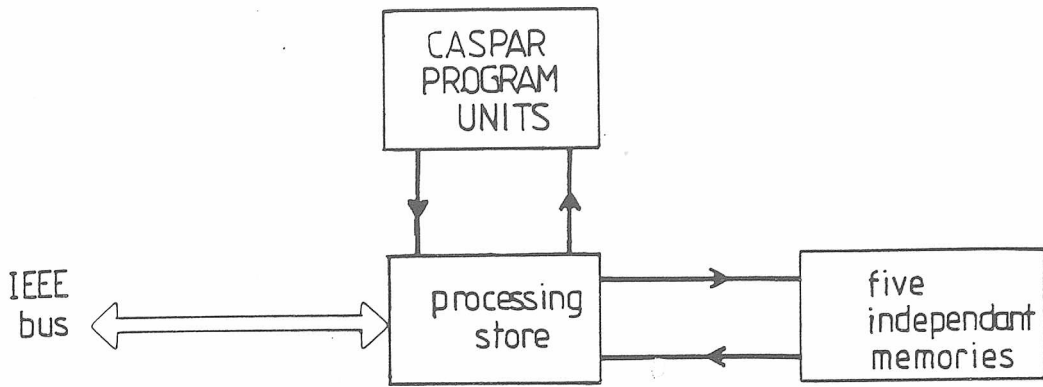 CASPAR
PROGRAM
UNITS
IEEE
bus
processing
store
five
independant
memories